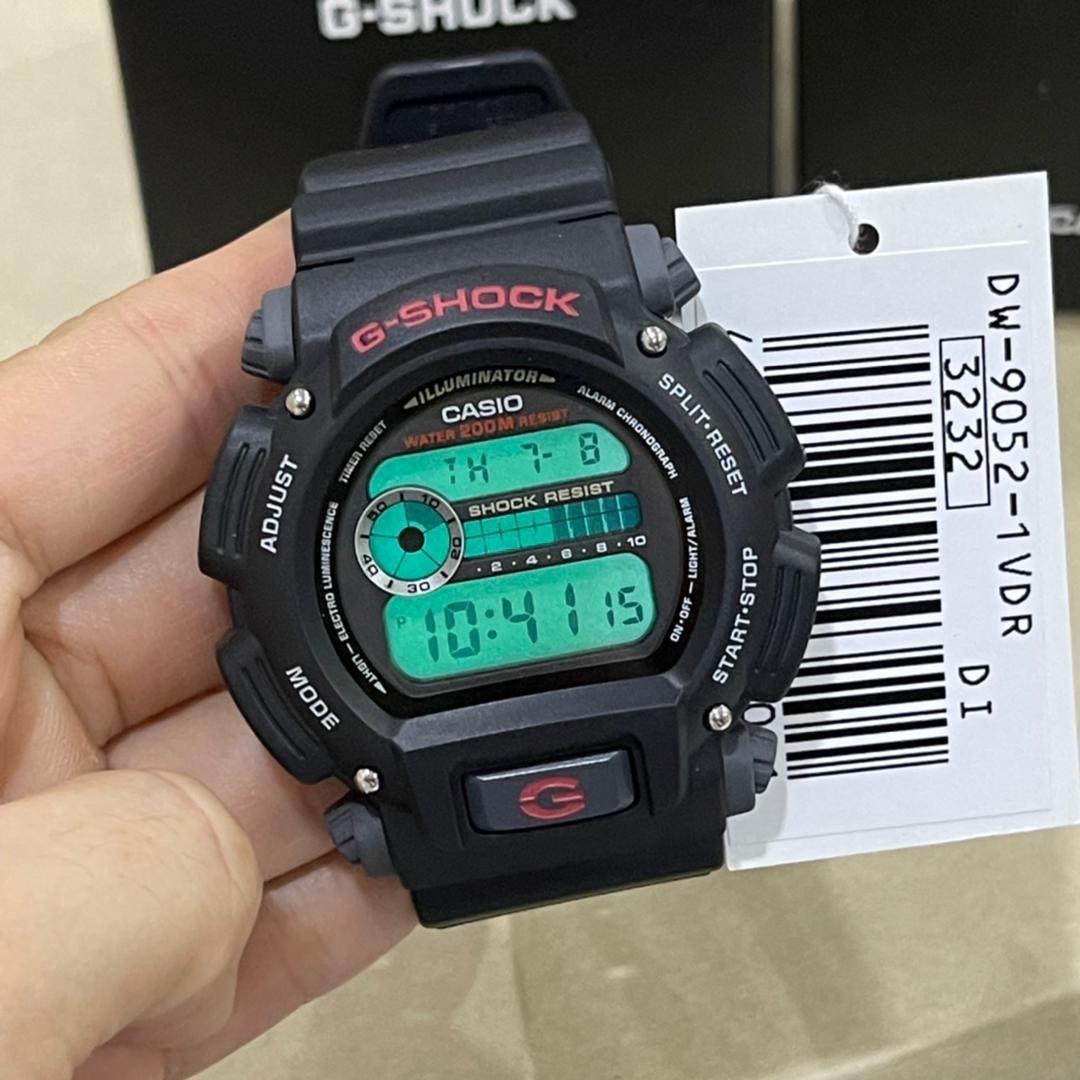 G-SHOCK
G-SHOCK
ILLUMINATOR
CASIO
WATER 200M RESIST
TIMER RESET
ALARM CHRONOGRAPH
SPLIT·RESET
ADJUST
TH 7- 8
SHOCK RESIST
50 10
40 20
30
· 2 · 4 · 6 · 8 · 10
P 10:41 15
ELECTRO LUMINESCENCE
LIGHT
ON·OFF — LIGHT/ALARM
START·STOP
MODE
G
DW-9052-1VDR DI
3232